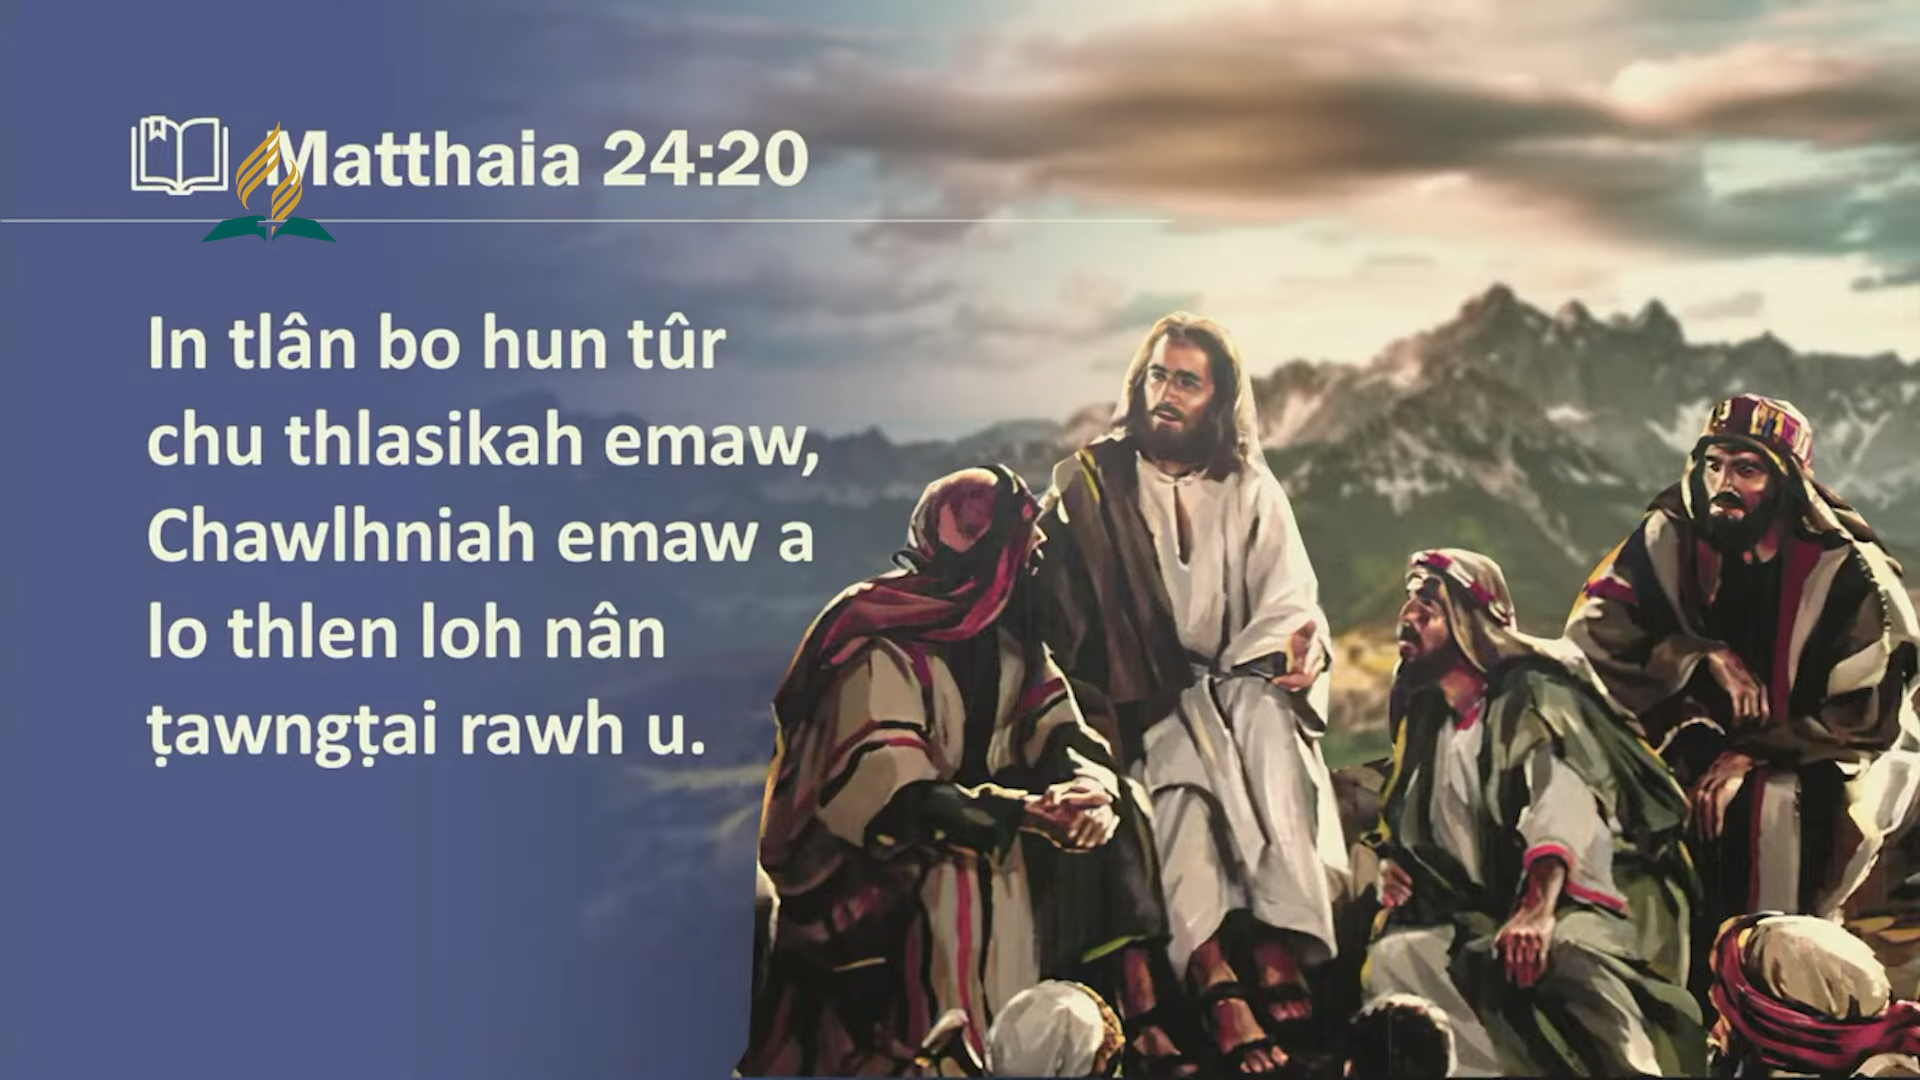 Matthaia 24:20
In tlân bo hun tûr
chu thlasikah emaw,
Chawlhniah emaw a
lo thlen loh nân
ṭawngṭai rawh u.